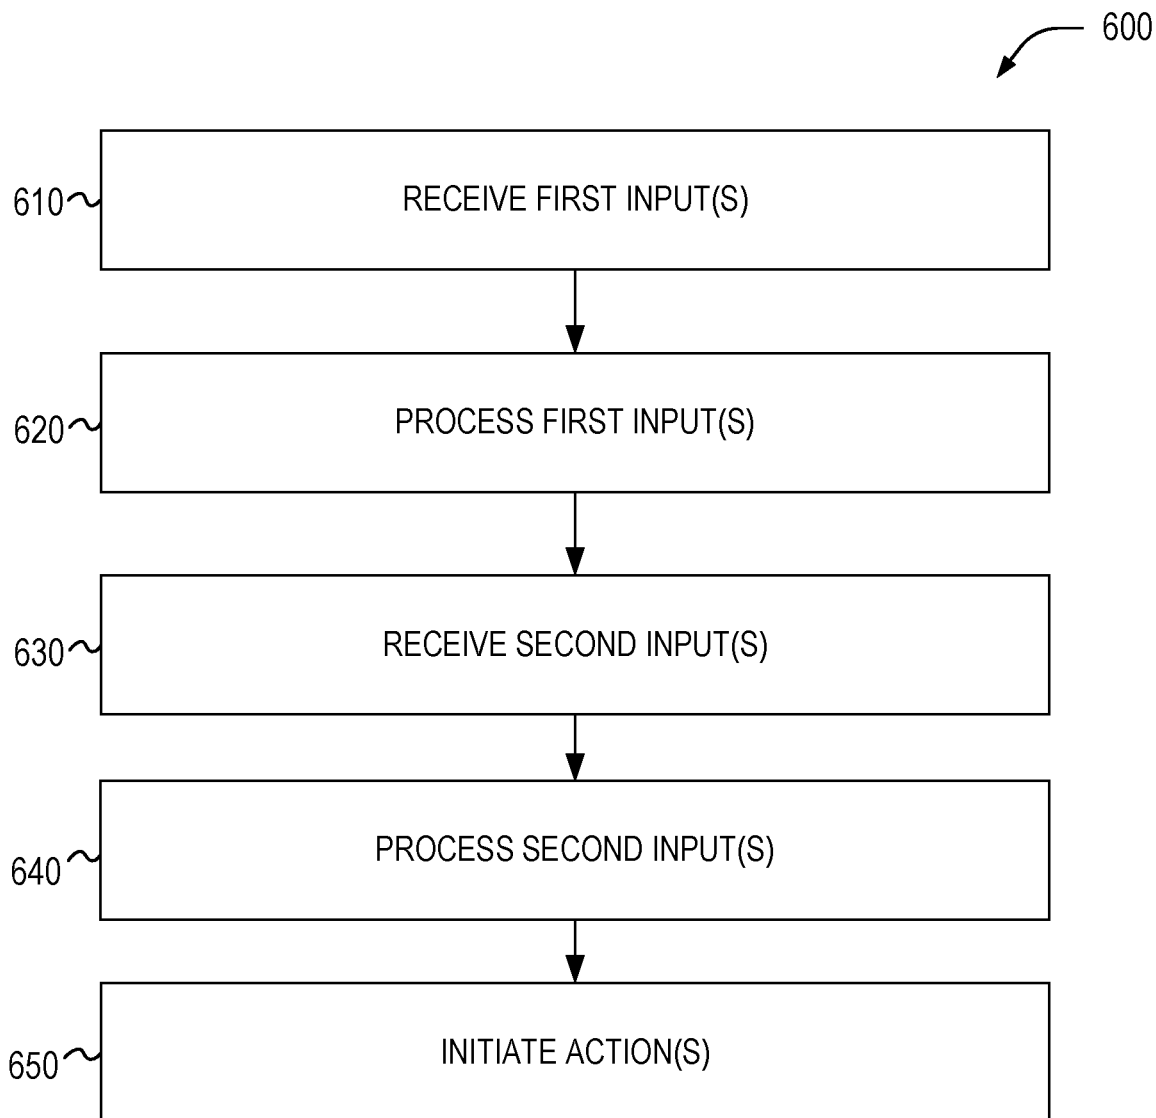 600
610
RECEIVE FIRST INPUT(S)
620
PROCESS FIRST INPUT(S)
630
RECEIVE SECOND INPUT(S)
640
PROCESS SECOND INPUT(S)
650
INITIATE ACTION(S)